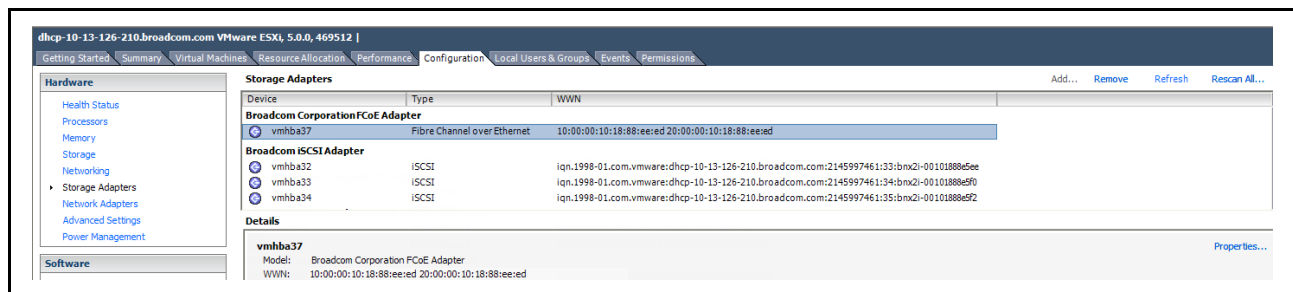 dhcp-10-13-126-210.broadcom.com VMware ESXi, 5.0.0, 469512 |
Getting Started Summary Virtual Machines Resource Allocation Performance Configuration Local Users & Groups Events Permissions
Hardware
Health Status
Processors
Memory
Storage
Networking
Storage Adapters
Network Adapters
Advanced Settings
Power Management
Software
Storage Adapters Add... Remove Refresh Rescan All...
Device Type WWN
Broadcom Corporation FCoE Adapter
vmhba37 Fibre Channel over Ethernet 10:00:00:10:18:88:ee:ed 20:00:00:10:18:88:ee:ed
Broadcom iSCSI Adapter
vmhba32 iSCSI iqn.1998-01.com.vmware:dhcp-10-13-126-210.broadcom.com:2145997461:33:bnx2i-00101888e5ee
vmhba33 iSCSI iqn.1998-01.com.vmware:dhcp-10-13-126-210.broadcom.com:2145997461:34:bnx2i-00101888e5f0
vmhba34 iSCSI iqn.1998-01.com.vmware:dhcp-10-13-126-210.broadcom.com:2145997461:35:bnx2i-00101888e5f2
Details
vmhba37 Properties...
Model: Broadcom Corporation FCoE Adapter
WWN: 10:00:00:10:18:88:ee:ed 20:00:00:10:18:88:ee:ed